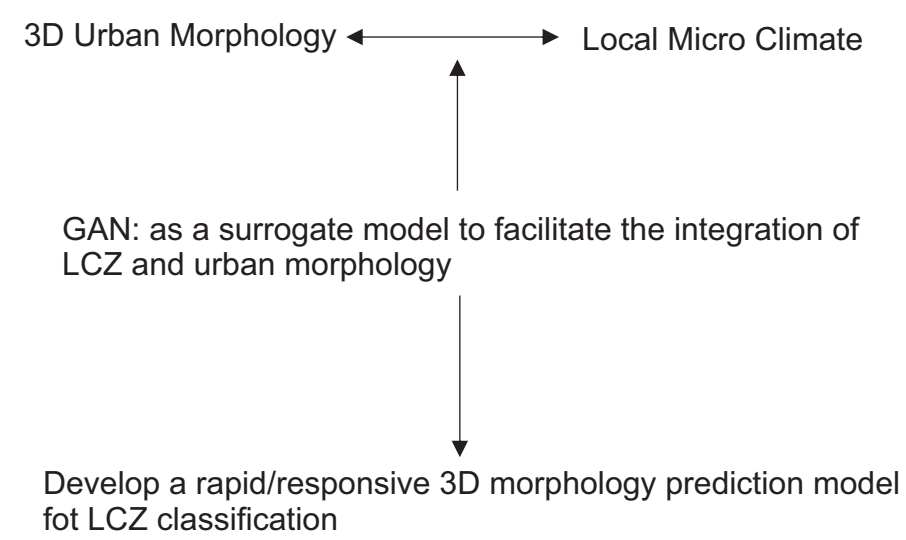 3D Urban Morphology
Local Micro Climate
GAN: as a surrogate model to facilitate the integration of
LCZ and urban morphology
Develop a rapid/responsive 3D morphology prediction model
fot LCZ classification